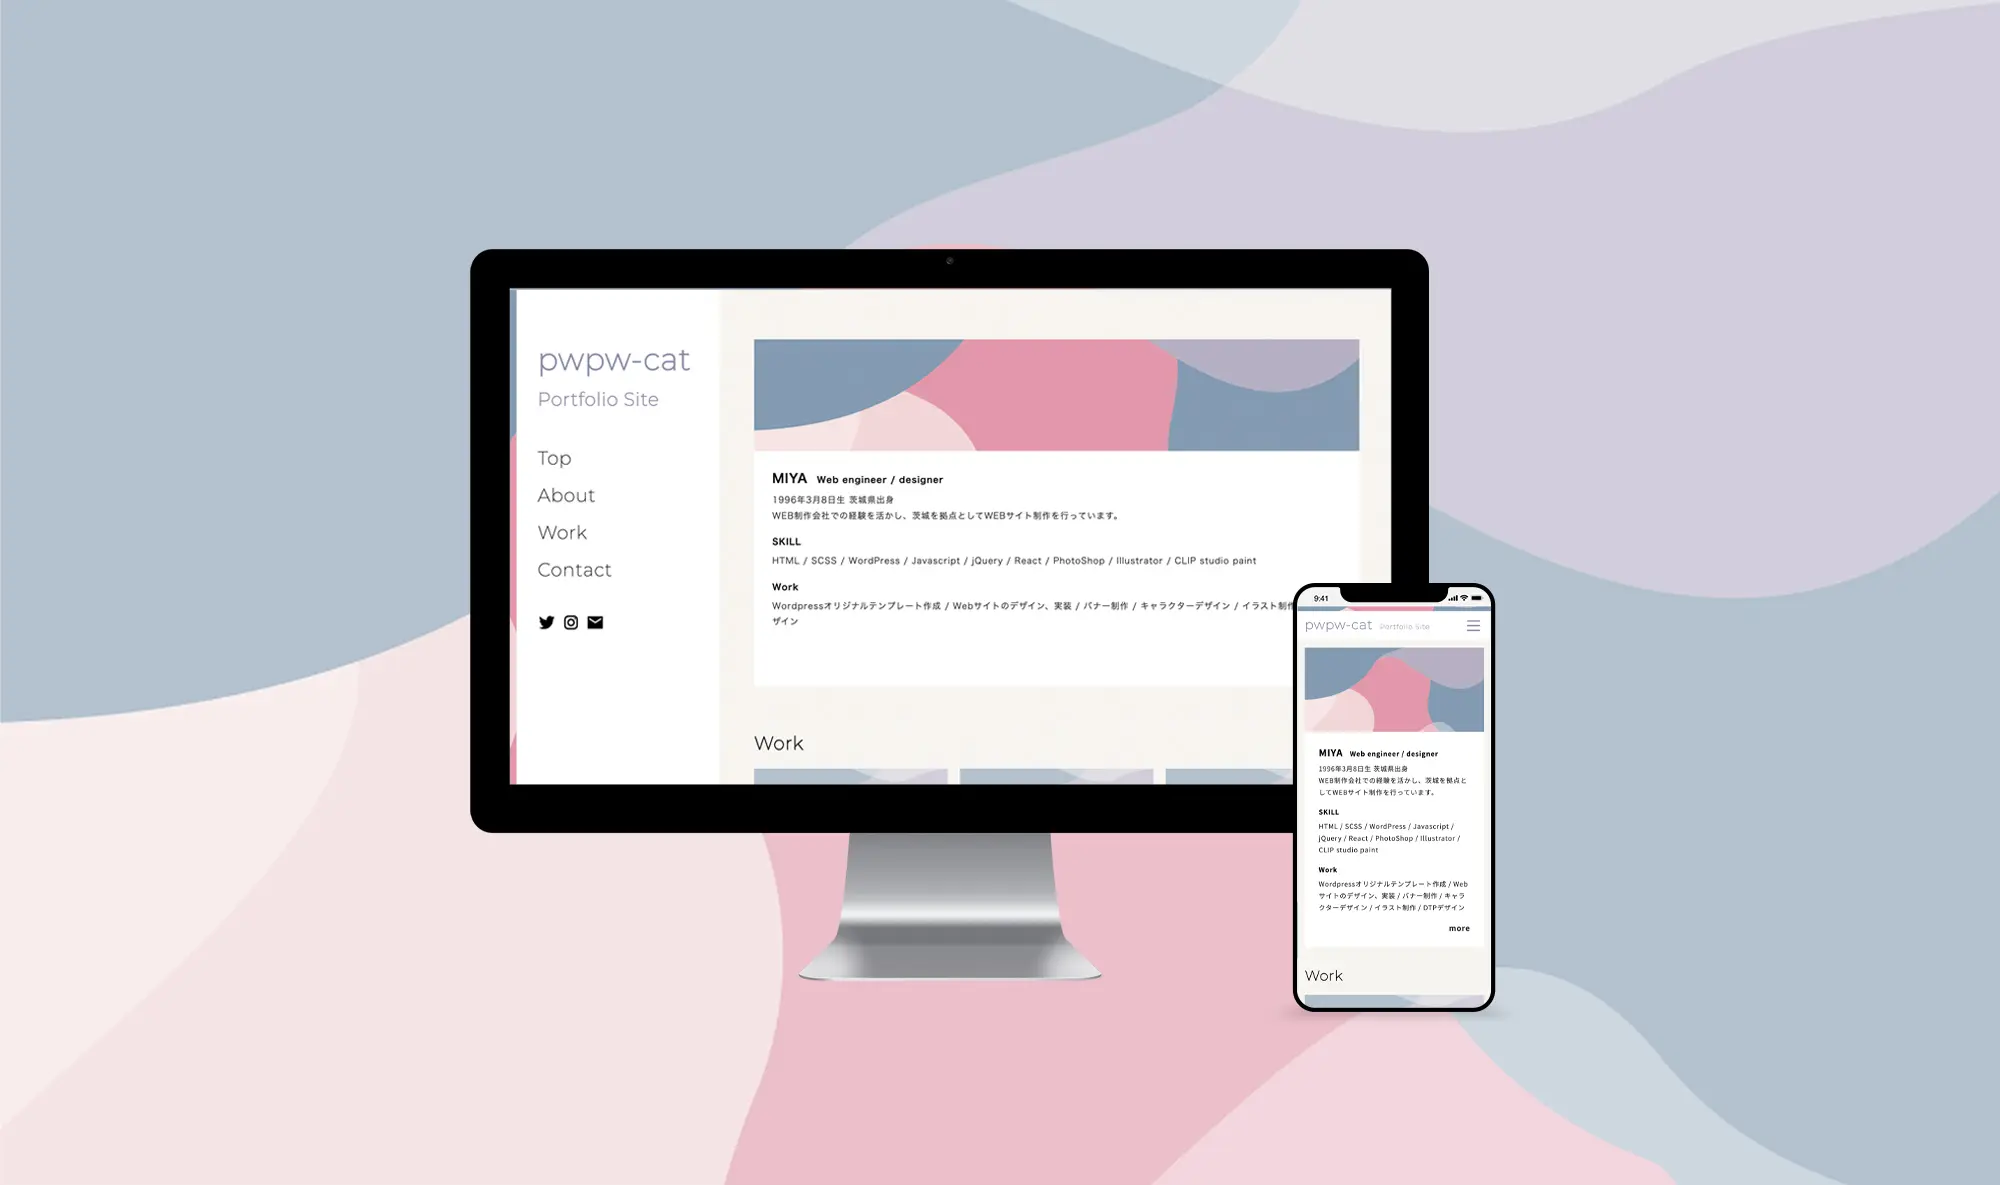 pwpw-cat
Portfolio Site
Top
About
Work
Contact
MIYA Web engineer / designer
1996年3月8日生 茨城県出身
WEB制作会社での経験を活かし、茨城を拠点としてWEBサイト制作を行っています。
SKILL
HTML / SCSS / WordPress / Javascript / jQuery / React / PhotoShop / Illustrator / CLIP studio paint
Work
Wordpressオリジナルテンプレート作成 / Webサイトのデザイン、実装 / バナー制作 / キャラクターデザイン / イラスト制作
ザイン
Work
9:41
pwpw-cat Portfolio Site
MIYA Web engineer / designer
1996年3月8日生 茨城県出身
WEB制作会社での経験を活かし、茨城を拠点と
してWEBサイト制作を行っています。
SKILL
HTML / SCSS / WordPress / Javascript /
jQuery / React / PhotoShop / Illustrator /
CLIP studio paint
Work
Wordpressオリジナルテンプレート作成 / Web
サイトのデザイン、実装 / バナー制作 / キャラ
クターデザイン / イラスト制作 / DTPデザイン
more
Work